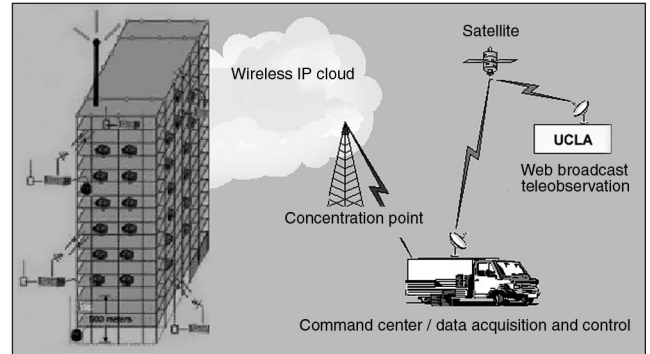 Satellite
Wireless IP cloud
UCLA
Web broadcast
teleobservation
Concentration point
500 meters
Command center / data acquisition and control